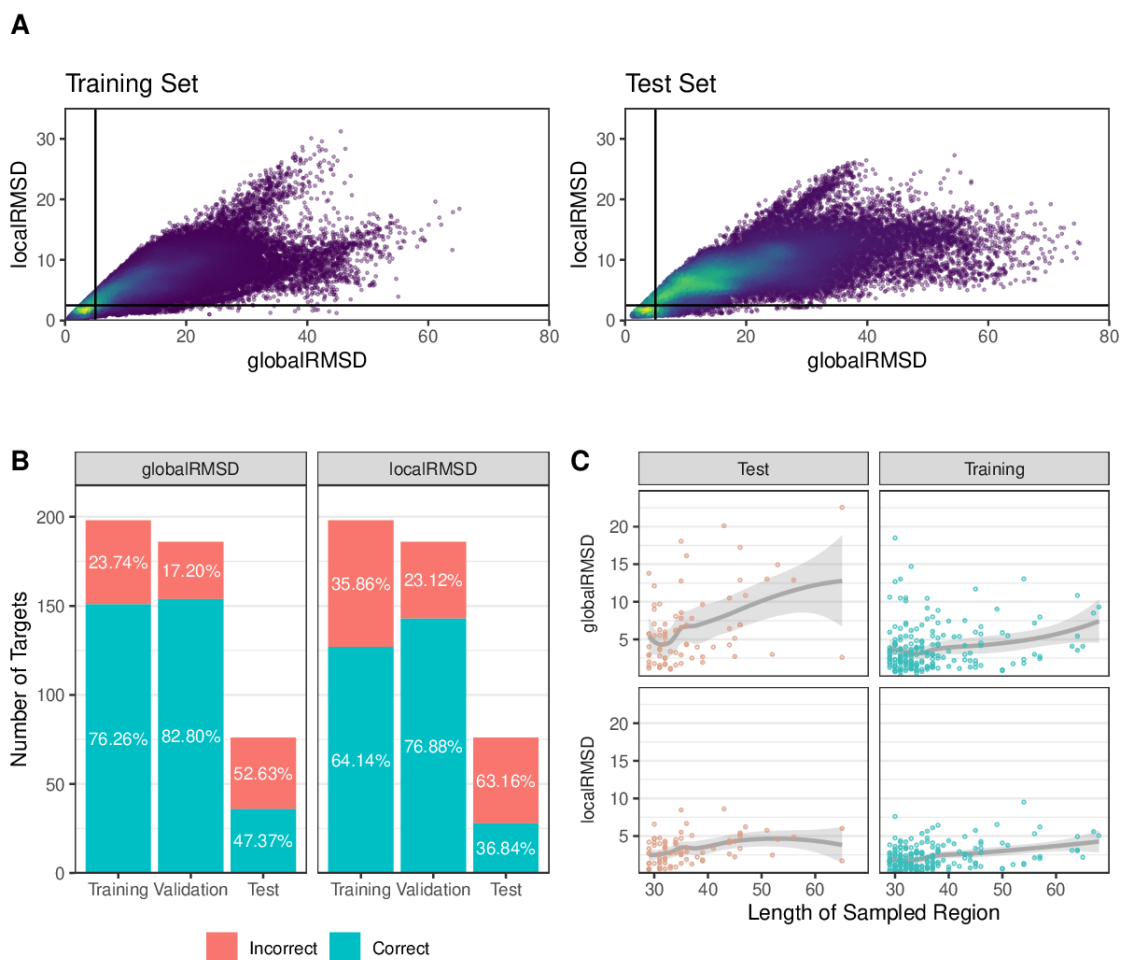 A
Training Set
Test Set
localRMSD
30
20
10
0
0 20 40 60 80
globalRMSD
localRMSD
30
20
10
0
0 20 40 60 80
globalRMSD
B
globalRMSD
localRMSD
Number of Targets
200
150
100
50
0
23.74%
17.20%
76.26%
82.80%
52.63%
47.37%
35.86%
23.12%
64.14%
76.88%
63.16%
36.84%
Training Validation Test
Training Validation Test
Incorrect
Correct
C
Test
Training
globalRMSD
20
15
10
5
localRMSD
20
15
10
5
30 40 50 60
30 40 50 60
Length of Sampled Region